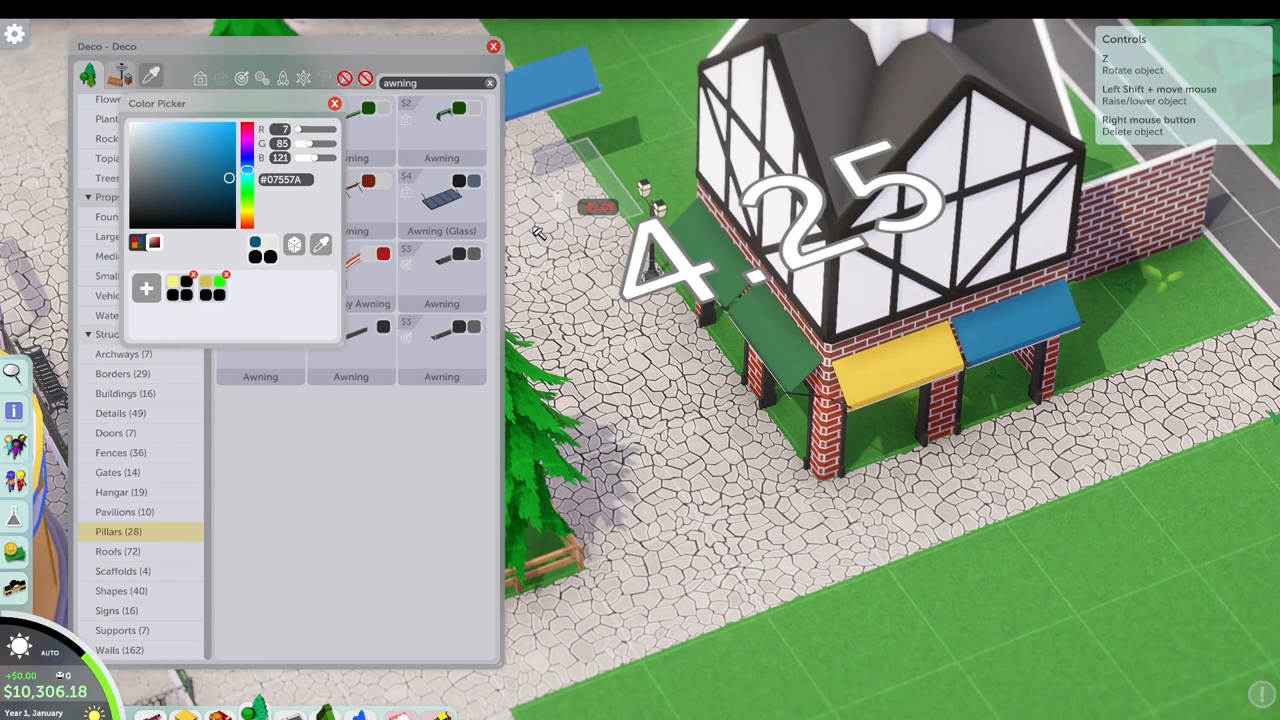 Deco - Deco
awning
Flowe
Plant
Rock
Topia
Trees
Props
Foun
Large
Medi
Small
Vehic
Wate
Struc
Archways (7)
Borders (29)
Buildings (16)
Details (49)
Doors (7)
Fences (36)
Gates (14)
Hangar (19)
Pavilions (10)
Pillars (28)
Roofs (72)
Scaffolds (4)
Shapes (40)
Signs (16)
Supports (7)
Walls (162)
Color Picker
R 7
G 85
B 121
#07557A
wning
$2
Awning
wning
$4
Awning (Glass)
y Awning
$3
Awning
$3
Awning
Awning
Awning
4.25
Controls
Z
Rotate object
Left Shift + move mouse
Raise/lower object
Right mouse button
Delete object
AUTO
+$0.00
0
$10,306.18
Year 1, January